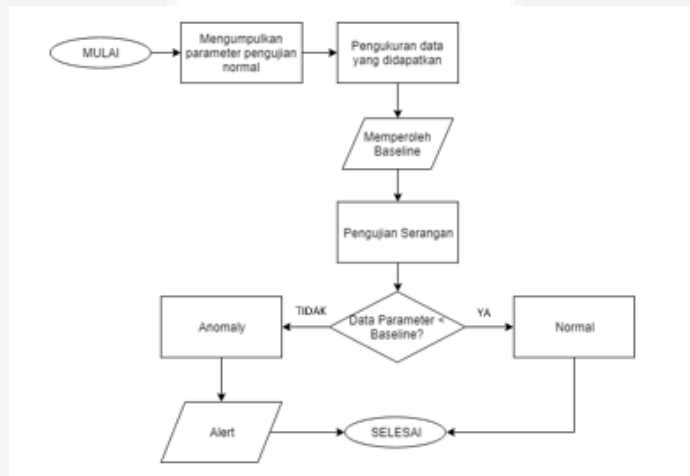 MULAI
Mengumpulkan
parameter pengujian
normal
Pengukuran data
yang didapatkan
Memperoleh
Baseline
Pengujian Serangan
Data Parameter <
Baseline?
TIDAK
YA
Anomaly
Normal
Alert
SELESAI